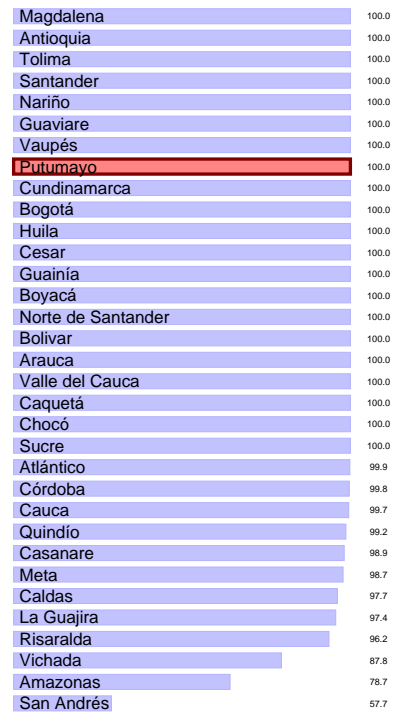 Magdalena 100.0
Antioquia 100.0
Tolima 100.0
Santander 100.0
Nariño 100.0
Guaviare 100.0
Vaupés 100.0
Putumayo 100.0
Cundinamarca 100.0
Bogotá 100.0
Huila 100.0
Cesar 100.0
Guainía 100.0
Boyacá 100.0
Norte de Santander 100.0
Bolivar 100.0
Arauca 100.0
Valle del Cauca 100.0
Caquetá 100.0
Chocó 100.0
Sucre 100.0
Atlántico 99.9
Córdoba 99.8
Cauca 99.7
Quindío 99.2
Casanare 98.9
Meta 98.7
Caldas 97.7
La Guajira 97.4
Risaralda 96.2
Vichada 87.8
Amazonas 78.7
San Andrés 57.7